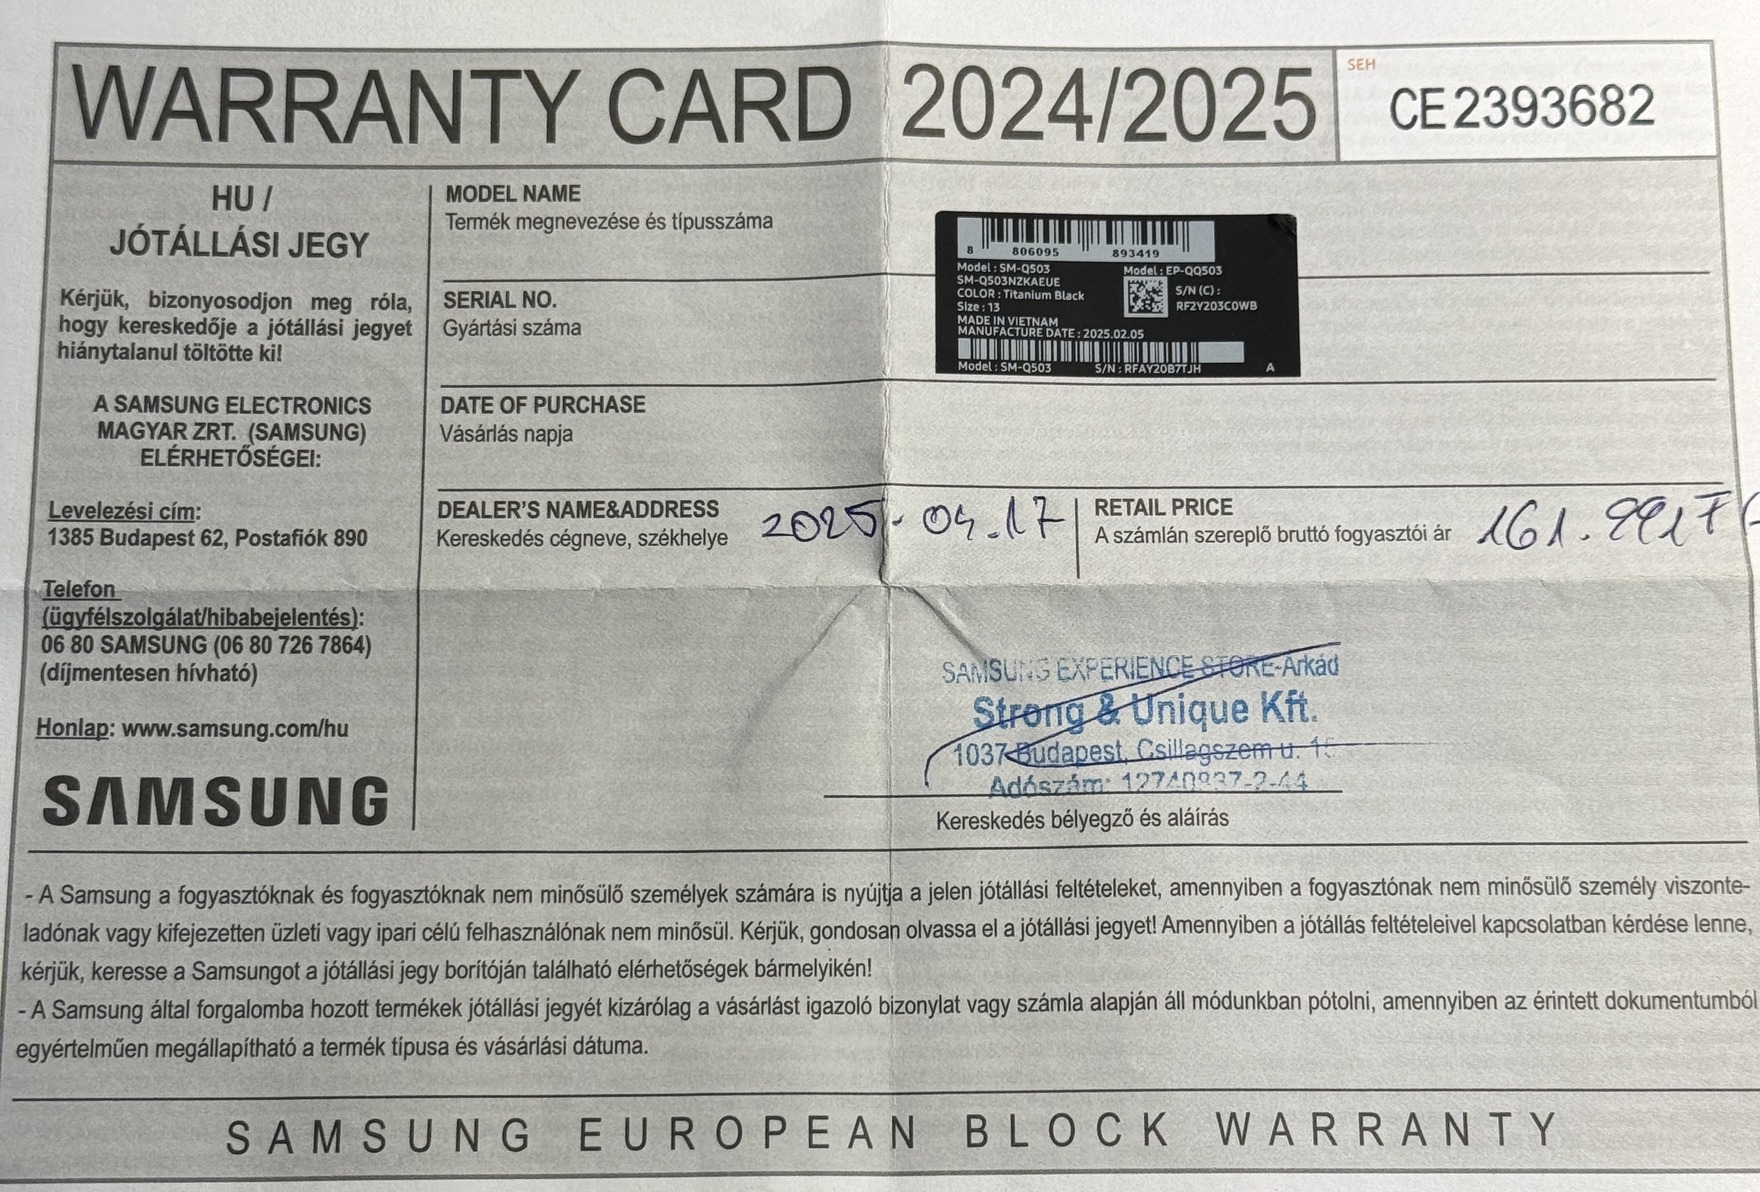 WARRANTY CARD 2024/2025
SEH
CE2393682
HU /
JÓTÁLLÁSI JEGY
Kérjük, bizonyosodjon meg róla,
hogy kereskedője a jótállási jegyet
hiánytalanul töltötte ki!
A SAMSUNG ELECTRONICS
MAGYAR ZRT. (SAMSUNG)
ELÉRHETŐSÉGEI:
Levelezési cím:
1385 Budapest 62, Postafiók 890
Telefon
(ügyfélszolgálat/hibabejelentés):
06 80 SAMSUNG (06 80 726 7864)
(díjmentesen hívható)
Honlap: www.samsung.com/hu
SAMSUNG
MODEL NAME
Termék megnevezése és típusszáma
SERIAL NO.
Gyártási száma
8 806095 893419
Model : SM-Q503 Model : EP-QQ503
SM-Q503NZKAEUE
COLOR : Titanium Black S/N (C) :
Size : 13 RF2Y203C0WB
MADE IN VIETNAM
MANUFACTURE DATE : 2025.02.05
Model : SM-Q503 S/N : RFAY20B7TJH A
DATE OF PURCHASE
Vásárlás napja
DEALER'S NAME&ADDRESS
Kereskedés cégneve, székhelye
2025. 04.17
RETAIL PRICE
A számlán szereplő bruttó fogyasztói ár
SAMSUNG EXPERIENCE STORE-Arkád
Strong & Unique Kft.
1037 Budapest, Csillagszem u.
Adószám: 12740937-2-44
Kereskedés bélyegző és aláírás
- A Samsung a fogyasztóknak és fogyasztóknak nem minősülő személyek számára is nyújtja a jelen jótállási feltételeket, amennyiben a fogyasztónak nem minősülő személy viszonte-
ladónak vagy kifejezetten üzleti vagy ipari célú felhasználónak nem minősül. Kérjük, gondosan olvassa el a jótállási jegyet! Amennyiben a jótállás feltételeivel kapcsolatban kérdése lenne,
kérjük, keresse a Samsungot a jótállási jegy borítóján található elérhetőségek bármelyikén!
- A Samsung által forgalomba hozott termékek jótállási jegyét kizárólag a vásárlást igazoló bizonylat vagy számla alapján áll módunkban pótolni, amennyiben az érintett dokumentumból
egyértelműen megállapítható a termék típusa és vásárlási dátuma.
SAMSUNG EUROPEAN BLOCK WARRANTY